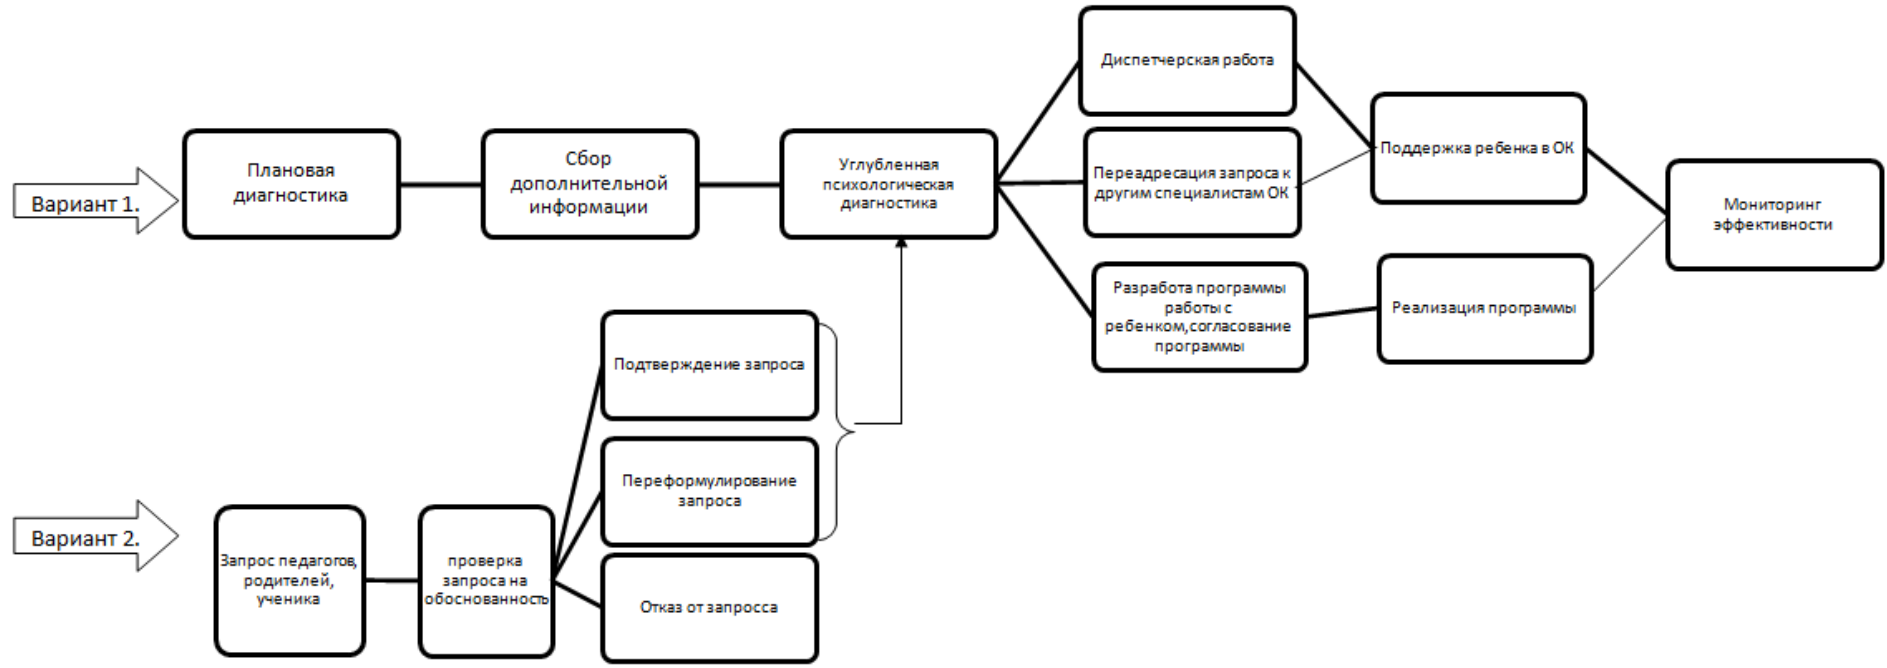 Вариант 1.
Плановая
диагностика
Сбор
дополнительной
информации
Углубленная
психологическая
диагностика
Диспетчерская работа
Переадресация запроса к
другим специалистам ОК
Разработа программы
работы с
ребенком,согласование
программы
Поддержка ребенка в ОК
Реализация программы
Мониторинг
эффективности
Вариант 2.
Запрос педагогов,
родителей,
ученика
проверка
запроса на
обоснованность
Подтверждение запроса
Переформулирование
запроса
Отказ от запросса